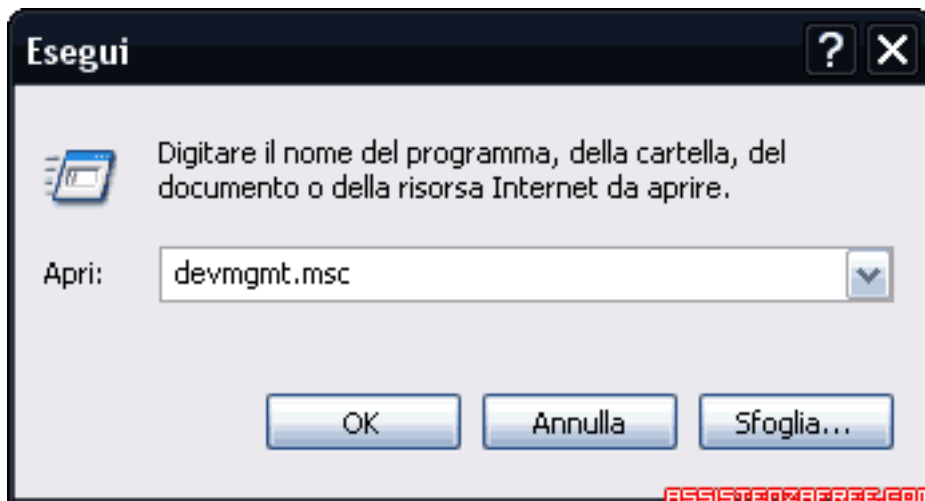 Esegui
Digitare il nome del programma, della cartella, del
documento o della risorsa Internet da aprire.
Apri: devmgmt.msc
OK Annulla Sfoglia...